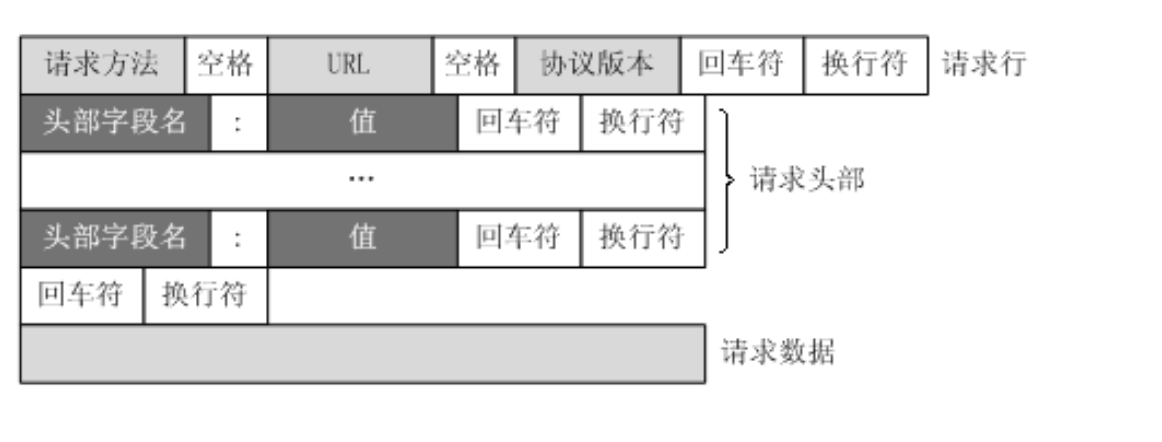 请求方法 空格 URL 空格 协议版本 回车符 换行符 请求行
头部字段名 : 值 回车符 换行符
… 请求头部
头部字段名 : 值 回车符 换行符
回车符 换行符
请求数据